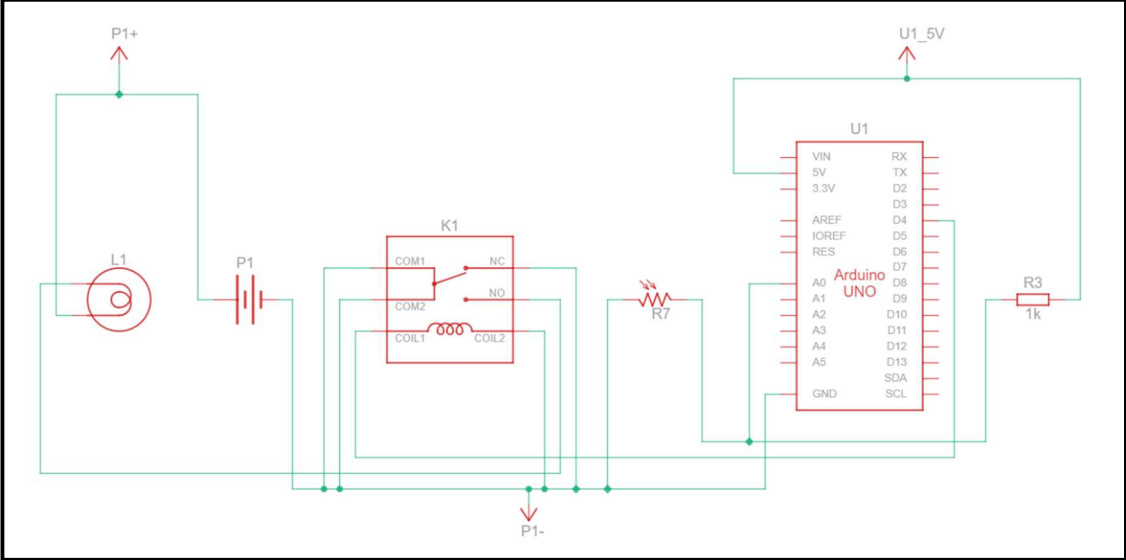 P1+
U1_5V
U1
VIN
RX
5V
TX
3.3V
D2
D3
AREF
D4
IOREF
D5
RES
D6
D7
Arduino
UNO
A0
D8
A1
D9
A2
D10
A3
D11
A4
D12
A5
D13
SDA
GND
SCL
K1
COM1
NC
COM2
NO
COIL1
COIL2
L1
P1
R7
R3
1k
P1-